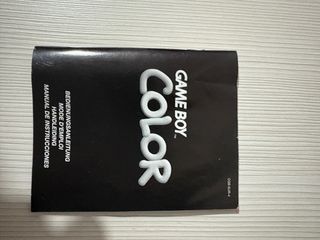 GAME BOY
COLOR
BEDIENUNGSANLEITUNG
MODE D'EMPLOI
HANDLEIDING
MANUAL DE INSTRUCCIONES